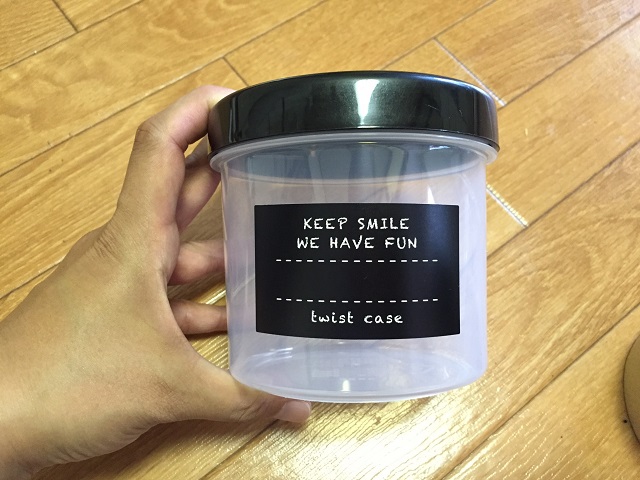 KEEP SMILE
WE HAVE FUN
twist case